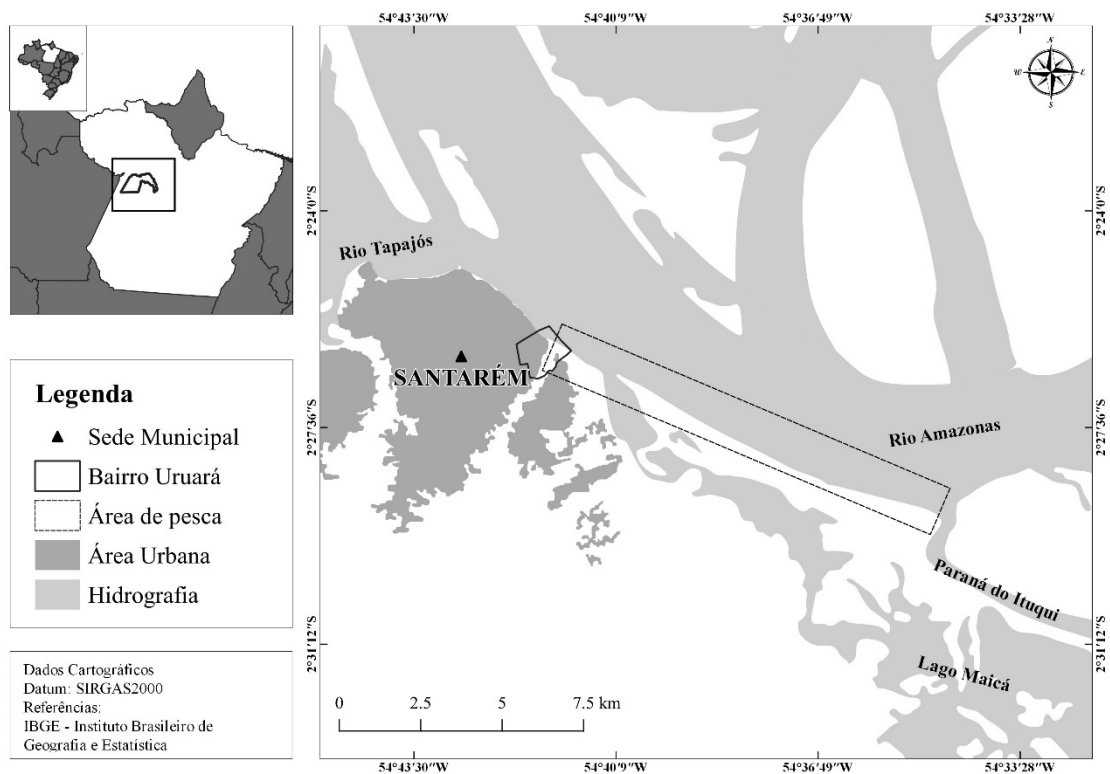 54°43'30"W 54°40'9"W 54°36'49"W 54°33'28"W
N
W E
S
2°24'0"S
2°24'0"S
Rio Tapajós
SANTARÉM
2°27'36"S
2°27'36"S
Rio Amazonas
Paraná do Ituqui
2°31'12"S
2°31'12"S
Lago Maicá
0 2.5 5 7.5 km
54°43'30"W 54°40'9"W 54°36'49"W 54°33'28"W
Legenda
Sede Municipal
Bairro Uruará
Área de pesca
Área Urbana
Hidrografia
Dados Cartográficos
Datum: SIRGAS2000
Referências:
IBGE - Instituto Brasileiro de
Geografia e Estatística